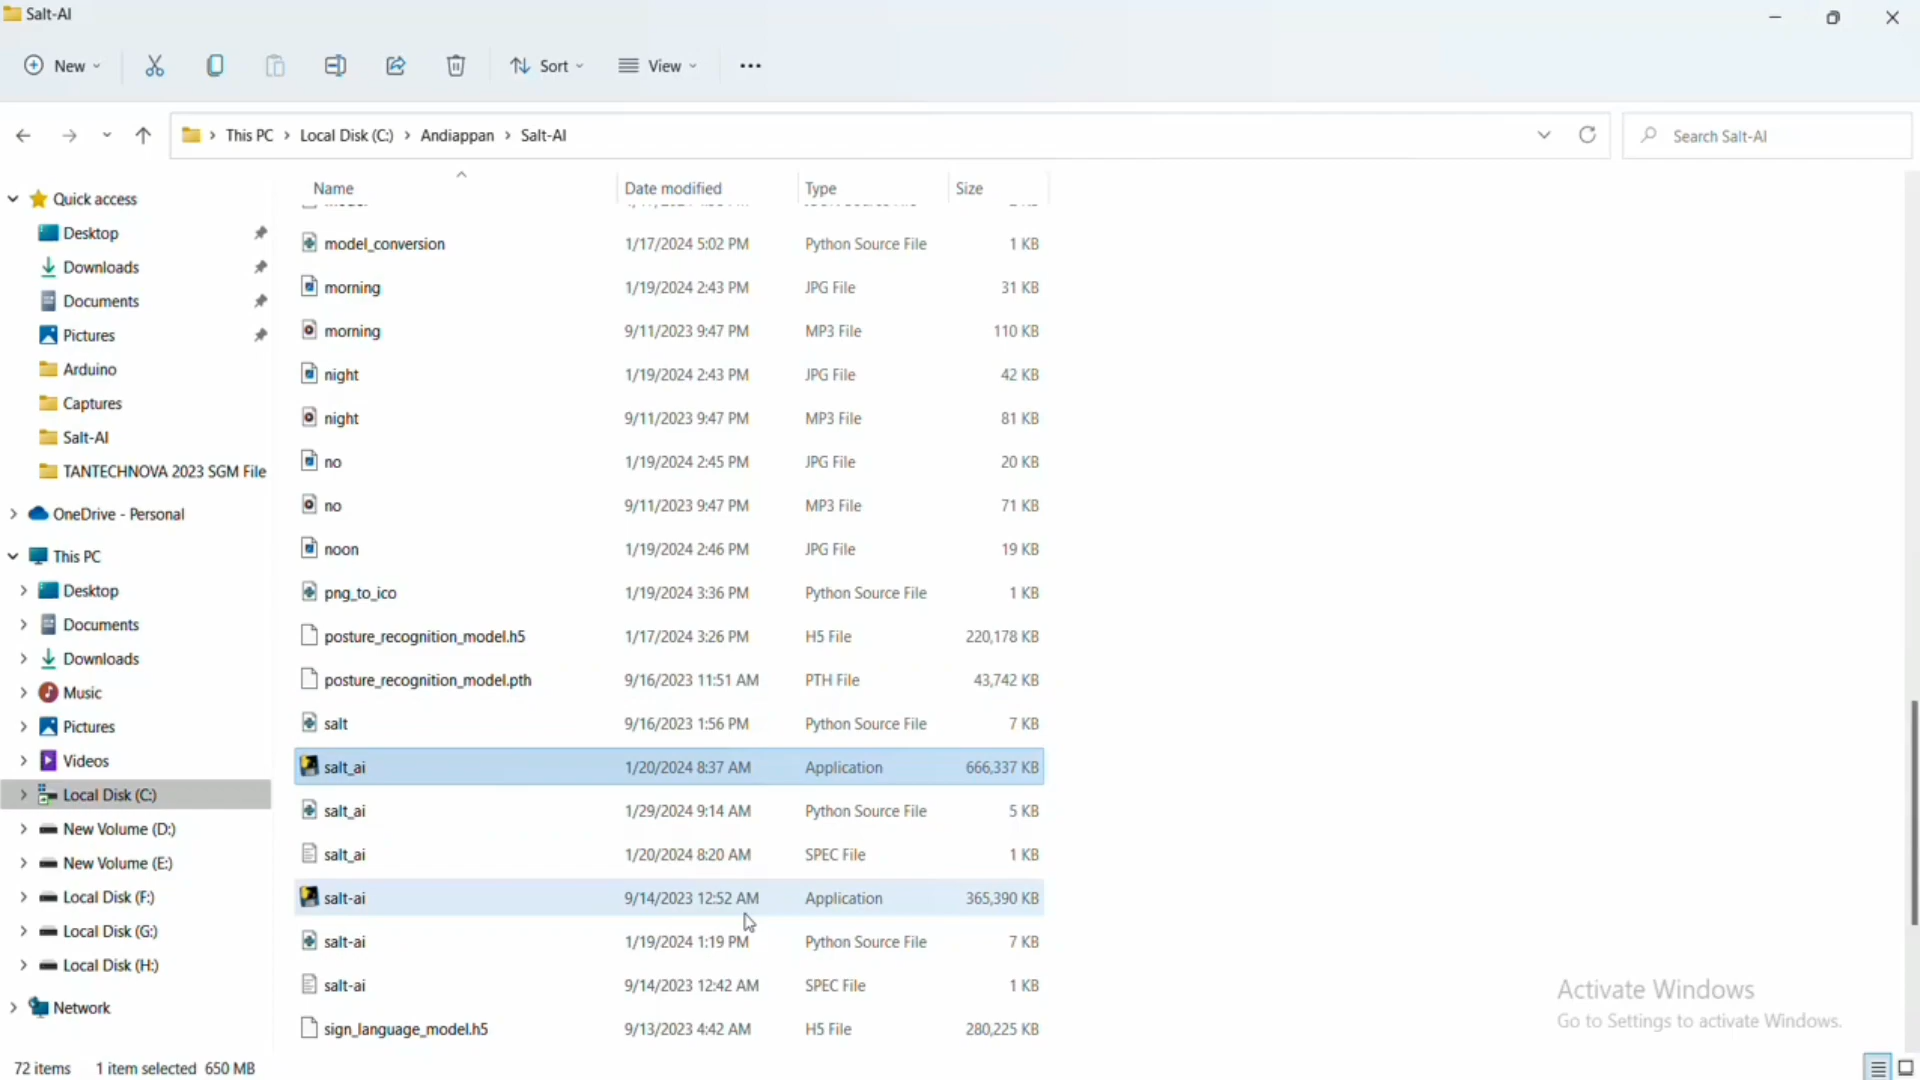 Salt-AI
New
Sort
View
This PC > Local Disk (C:) > Andiappan > Salt-AI
Search Salt-AI
Name Date modified Type Size
Quick access
Desktop
Downloads
Documents
Pictures
Arduino
Captures
Salt-AI
TANTECHNOVA 2023 SGM File
OneDrive - Personal
This PC
Desktop
Documents
Downloads
Music
Pictures
Videos
Local Disk (C:)
New Volume (D:)
New Volume (E:)
Local Disk (F:)
Local Disk (G:)
Local Disk (H:)
Network
model_conversion 1/17/2024 5:02 PM Python Source File 1 KB
morning 1/19/2024 2:43 PM JPG File 31 KB
morning 9/11/2023 9:47 PM MP3 File 110 KB
night 1/19/2024 2:43 PM JPG File 42 KB
night 9/11/2023 9:47 PM MP3 File 81 KB
no 1/19/2024 2:45 PM JPG File 20 KB
no 9/11/2023 9:47 PM MP3 File 71 KB
noon 1/19/2024 2:46 PM JPG File 19 KB
png_to_ico 1/19/2024 3:36 PM Python Source File 1 KB
posture_recognition_model.h5 1/17/2024 3:26 PM H5 File 220,178 KB
posture_recognition_model.pth 9/16/2023 11:51 AM PTH File 43,742 KB
salt 9/16/2023 1:56 PM Python Source File 7 KB
salt_ai 1/20/2024 8:37 AM Application 666,337 KB
salt_ai 1/29/2024 9:14 AM Python Source File 5 KB
salt_ai 1/20/2024 8:20 AM SPEC File 1 KB
salt-ai 9/14/2023 12:52 AM Application 365,390 KB
salt-ai 1/19/2024 1:19 PM Python Source File 7 KB
salt-ai 9/14/2023 12:42 AM SPEC File 1 KB
sign_language_model.h5 9/13/2023 4:42 AM H5 File 280,225 KB
Activate Windows
Go to Settings to activate Windows.
72 items 1 item selected 650 MB